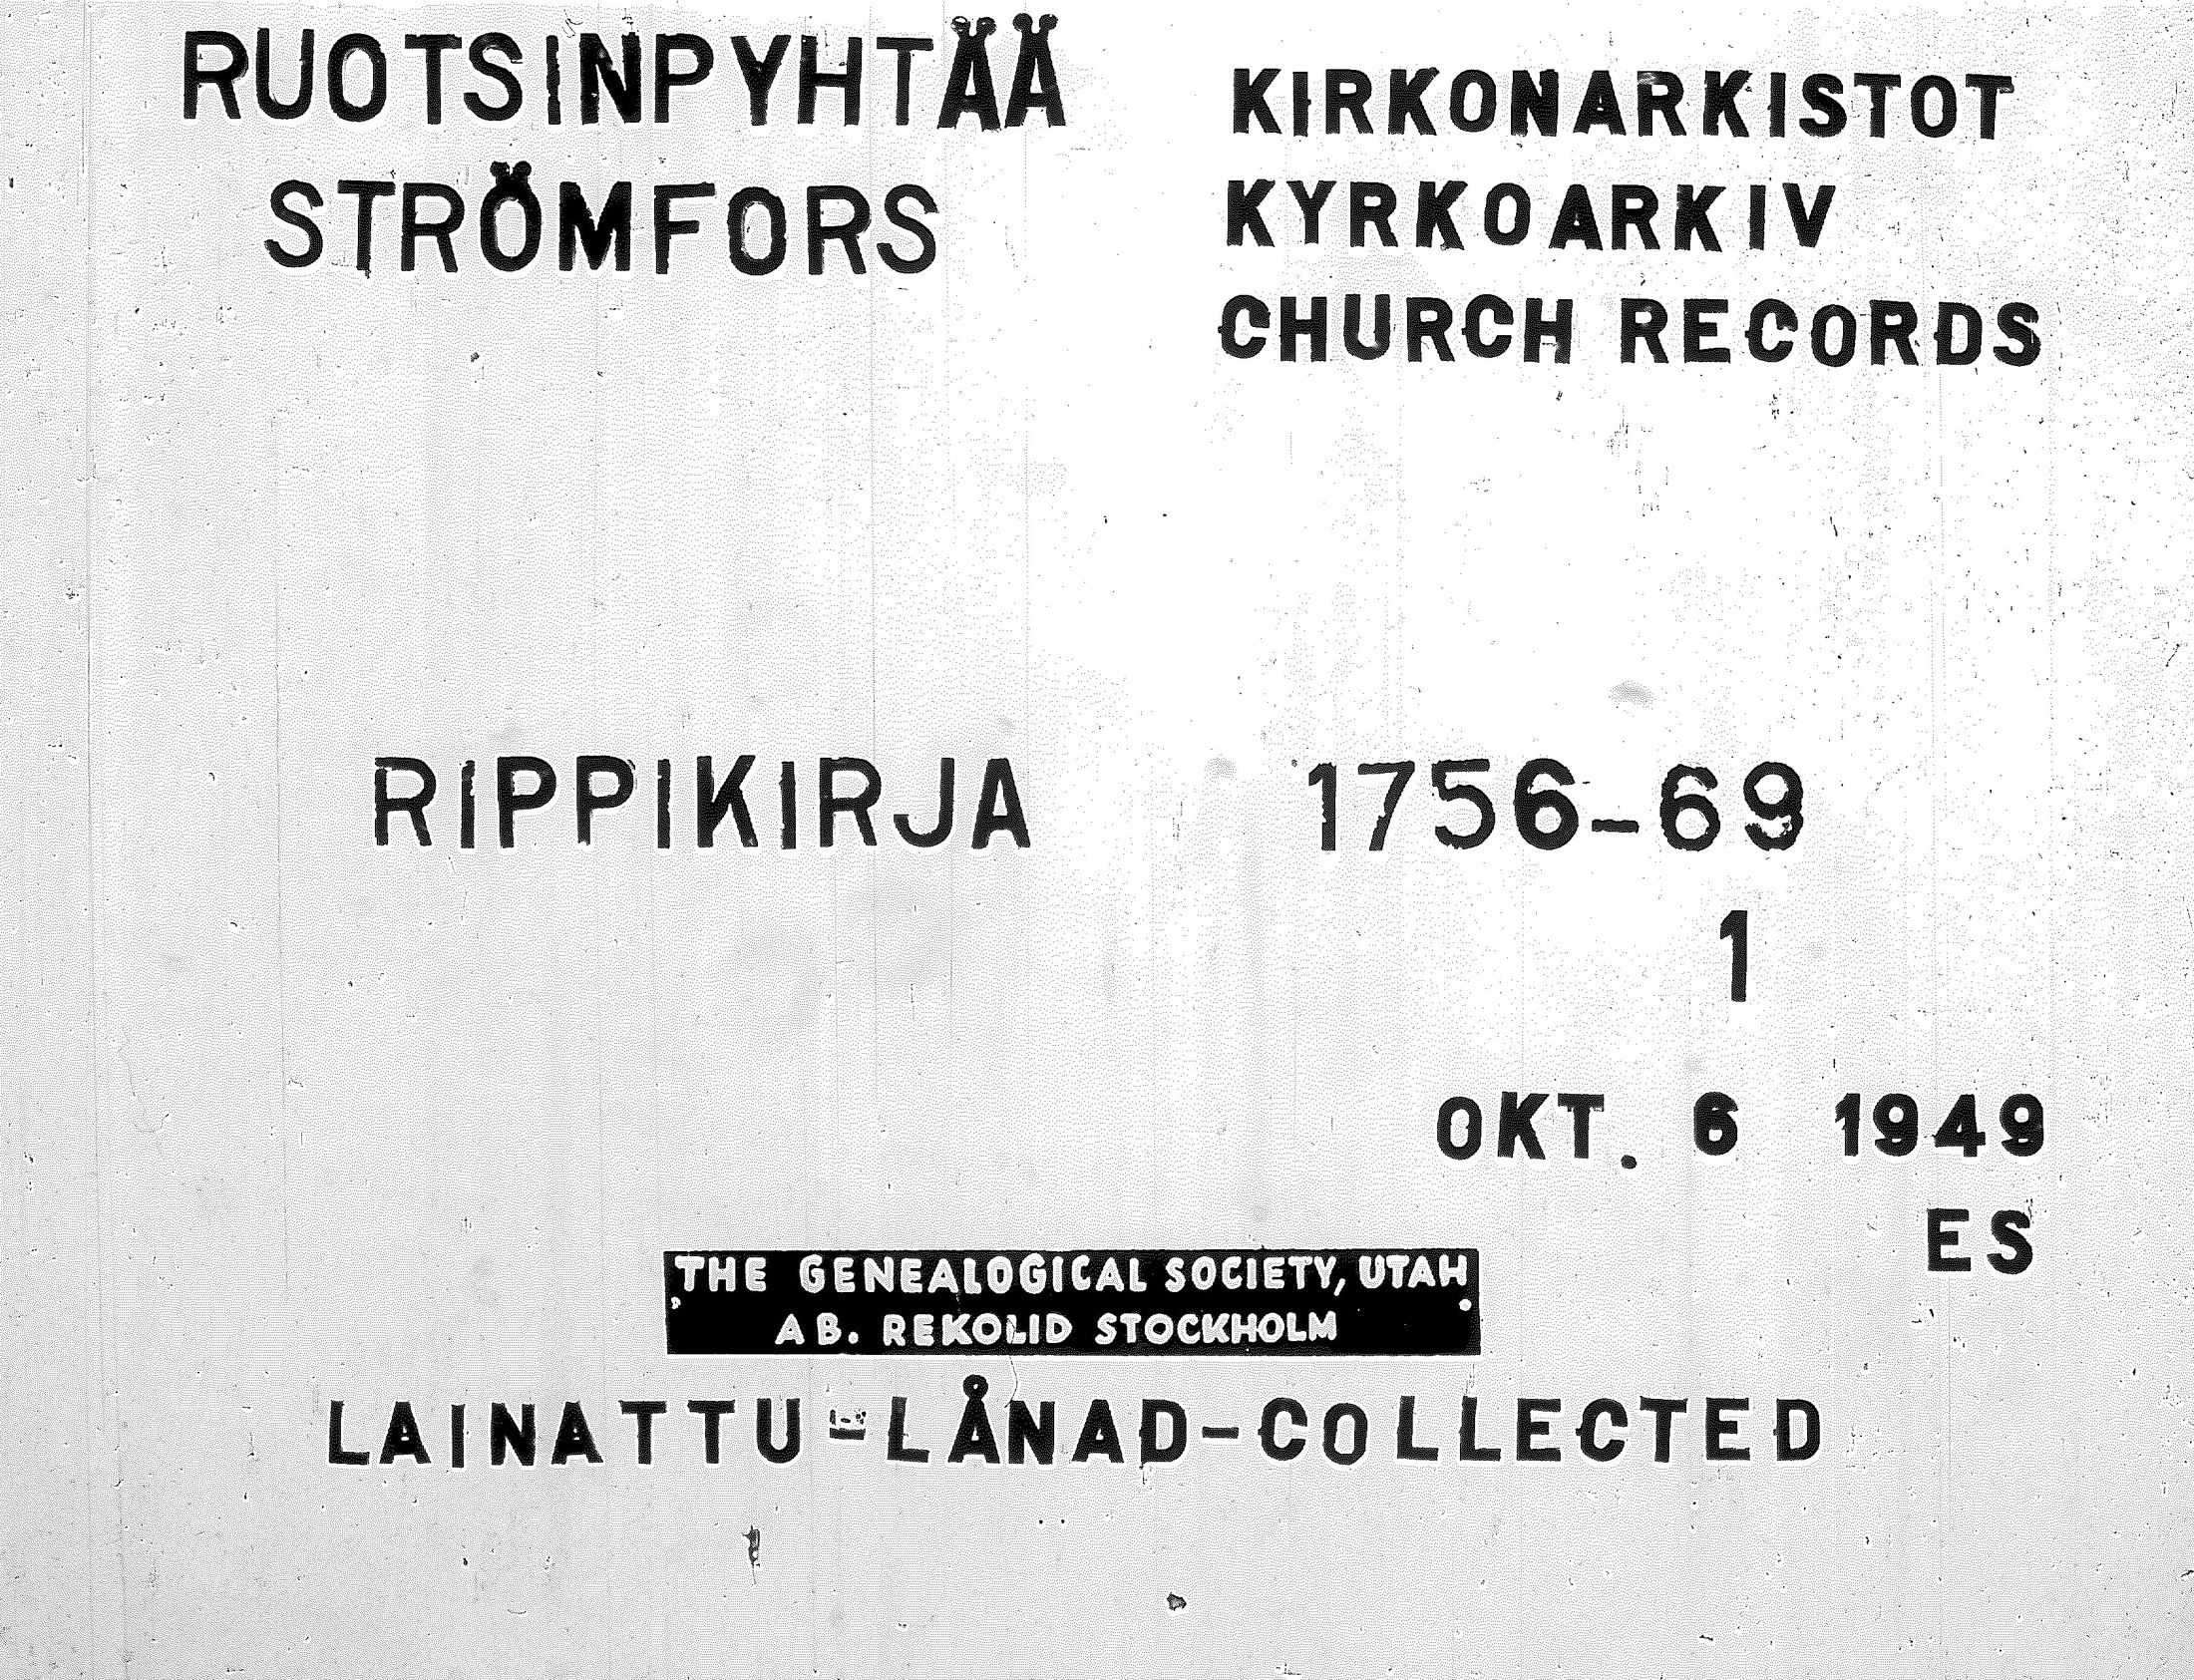 RUOTSINPYHTÄÄ
STRÖMFORS
KIRKONARKISTOT
KYRKOARKIV
CHURCH RECORDS
RIPPIKIRJA 1756-69
1
OKT. 6 1949
ES
THE GENEALOGICAL SOCIETY, UTAH
AB. REKOLID STOCKHOLM
LAINATTU-LÅNAD-COLLECTED